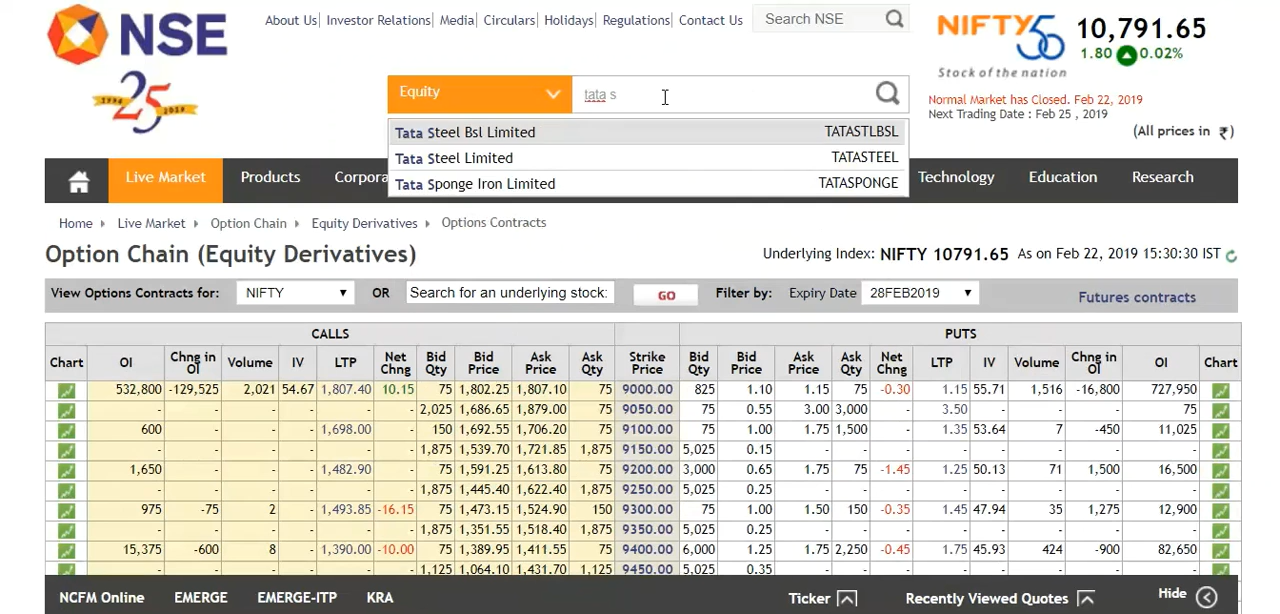 NSE
About Us| Investor Relations| Media| Circulars| Holidays| Regulations| Contact Us
Search NSE
NIFTY 50
Stock of the nation
10,791.65
1.80 0.02%
25
Equity
tata s
Normal Market has Closed. Feb 22, 2019
Next Trading Date : Feb 25 , 2019
(All prices in ₹)
Tata Steel Bsl Limited TATASTLBSL
Tata Steel Limited TATASTEEL
Tata Sponge Iron Limited TATASPONGE
Live Market Products Corpora Technology Education Research
Home Live Market Option Chain Equity Derivatives Options Contracts
Option Chain (Equity Derivatives)
Underlying Index: NIFTY 10791.65 As on Feb 22, 2019 15:30:30 IST
View Options Contracts for: NIFTY OR Search for an underlying stock: GO Filter by: Expiry Date 28FEB2019 Futures contracts
CALLS PUTS
Chart OI Chng in OI Volume IV LTP Net Chng Bid Qty Bid Price Ask Price Ask Qty Strike Price Bid Qty Bid Price Ask Price Ask Qty Net Chng LTP IV Volume Chng in OI OI Chart
532,800 -129,525 2,021 54.67 1,807.40 10.15 75 1,802.25 1,807.10 75 9000.00 825 1.10 1.15 75 -0.30 1.15 55.71 1,516 -16,800 727,950
- - - - - - 2,025 1,686.65 1,879.00 75 9050.00 75 0.55 3.00 3,000 - 3.50 - - - 75
600 - - - 1,698.00 - 150 1,692.55 1,706.20 75 9100.00 75 1.00 1.75 1,500 - 1.35 53.64 7 -450 11,025
- - - - - - 1,875 1,539.70 1,721.85 1,875 9150.00 5,025 0.15 - - - - - - - -
1,650 - - - 1,482.90 - 75 1,591.25 1,613.80 75 9200.00 3,000 0.65 1.75 75 -1.45 1.25 50.13 71 1,500 16,500
- - - - - - 1,875 1,445.40 1,622.40 1,875 9250.00 5,025 0.25 - - - - - - - -
975 -75 2 - 1,493.85 -16.15 75 1,473.15 1,524.90 150 9300.00 75 1.00 1.50 150 -0.35 1.45 47.94 35 1,275 12,900
- - - - - - 1,875 1,351.55 1,518.40 150 9350.00 5,025 0.25 - - - - - - - -
15,375 -600 8 - 1,390.00 -10.00 75 1,389.95 1,411.55 75 9400.00 6,000 1.25 1.75 2,250 -0.45 1.75 45.93 424 -900 82,650
- - - - - - 1,125 1,064.10 1,431.70 1,125 9450.00 5,025 0.35 - - - - - - - -
NCFM Online EMERGE EMERGE-ITP KRA Ticker Recently Viewed Quotes Hide